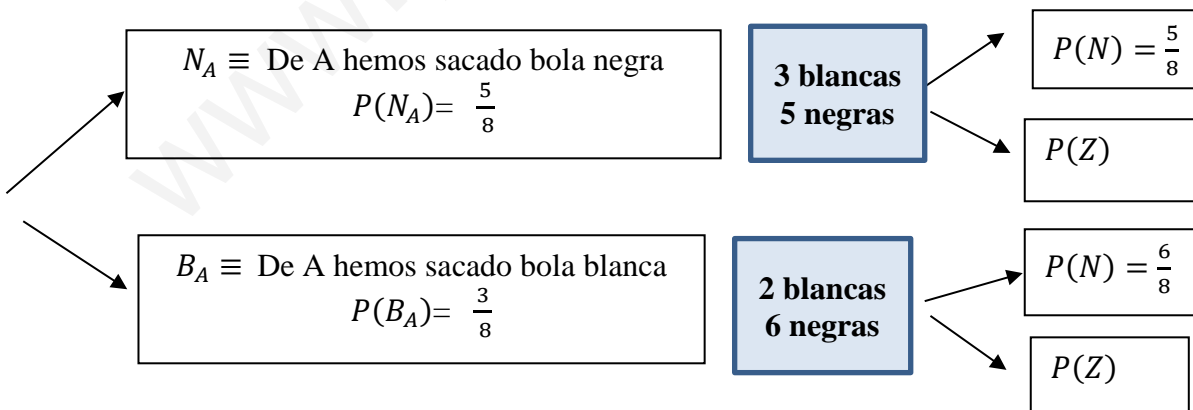 N_A ≡ De A hemos sacado bola negra
P(N_A)= 5/8
3 blancas
5 negras
P(N) = 5/8
P(Z)
B_A ≡ De A hemos sacado bola blanca
P(B_A)= 3/8
2 blancas
6 negras
P(N) = 6/8
P(Z)